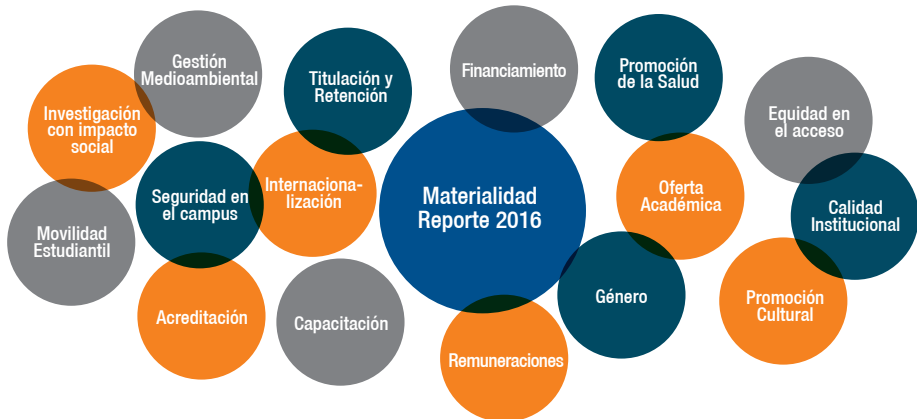 Gestión
Medioambiental
Titulación y
Retención
Financiamiento
Promoción
de la Salud
Investigación
con impacto
social
Equidad en
el acceso
Seguridad en
el campus
Internaciona-
lización
Materialidad
Reporte 2016
Oferta
Académica
Calidad
Institucional
Movilidad
Estudiantil
Acreditación
Capacitación
Género
Promoción
Cultural
Remuneraciones